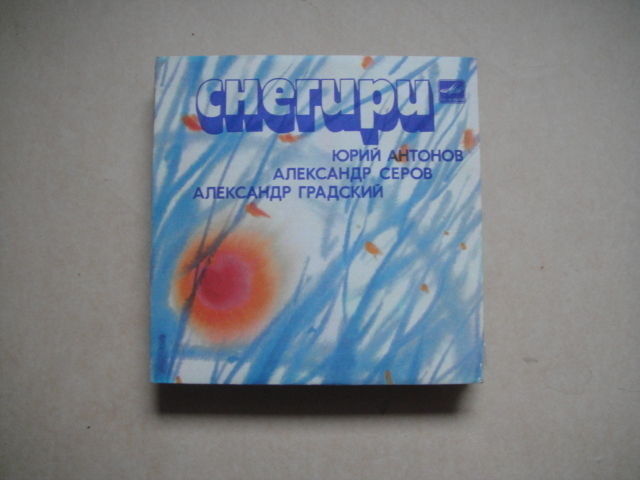 снегири
ЮРИЙ АНТОНОВ
АЛЕКСАНДР СЕРОВ
АЛЕКСАНДР ГРАДСКИЙ